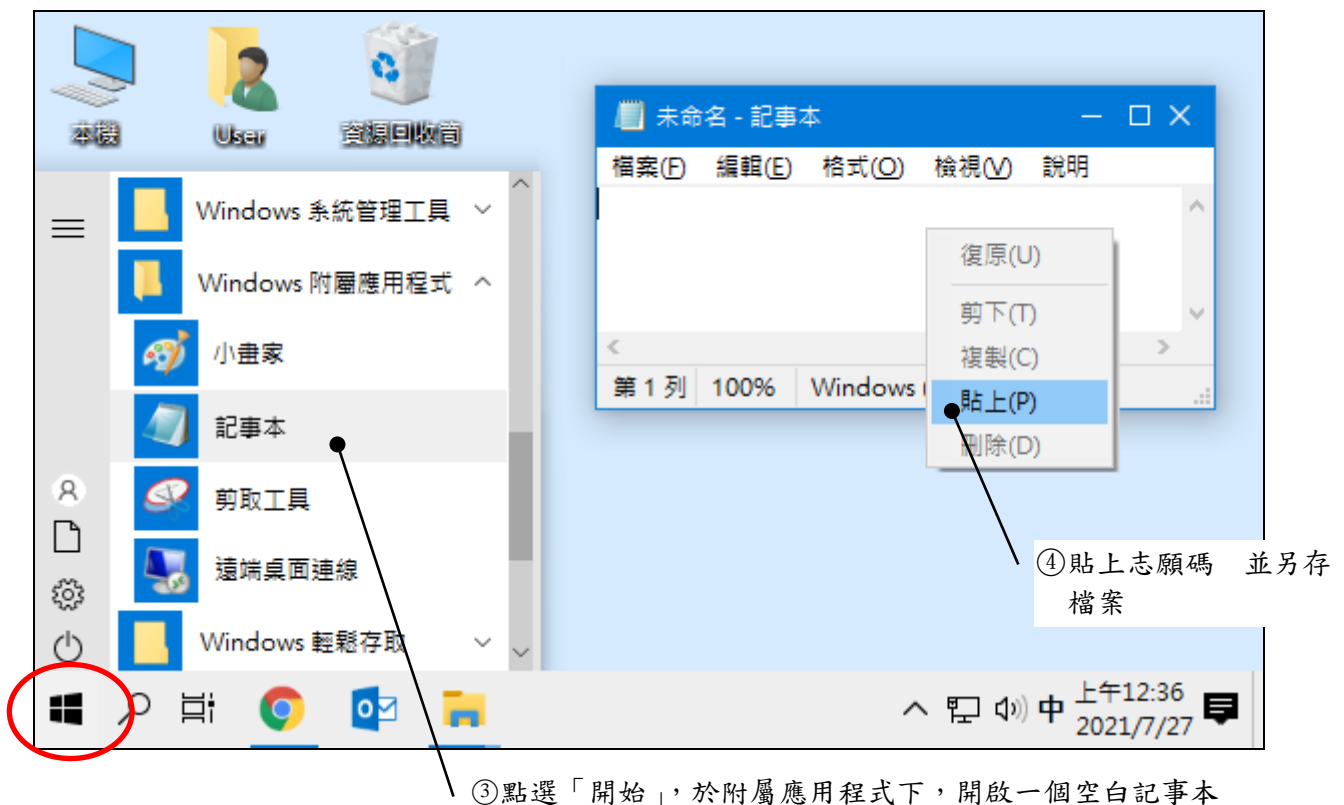 本機
User
資源回收筒
Windows 系統管理工具
Windows 附屬應用程式
小畫家
記事本
剪取工具
遠端桌面連線
Windows 輕鬆存取
未命名 - 記事本
檔案(F) 編輯(E) 格式(O) 檢視(V) 說明
復原(U)
剪下(T)
複製(C)
貼上(P)
刪除(D)
第 1 列 100% Windows (
④貼上志願碼 並另存
檔案
中
上午12:36
2021/7/27
③點選「開始」,於附屬應用程式下,開啟一個空白記事本